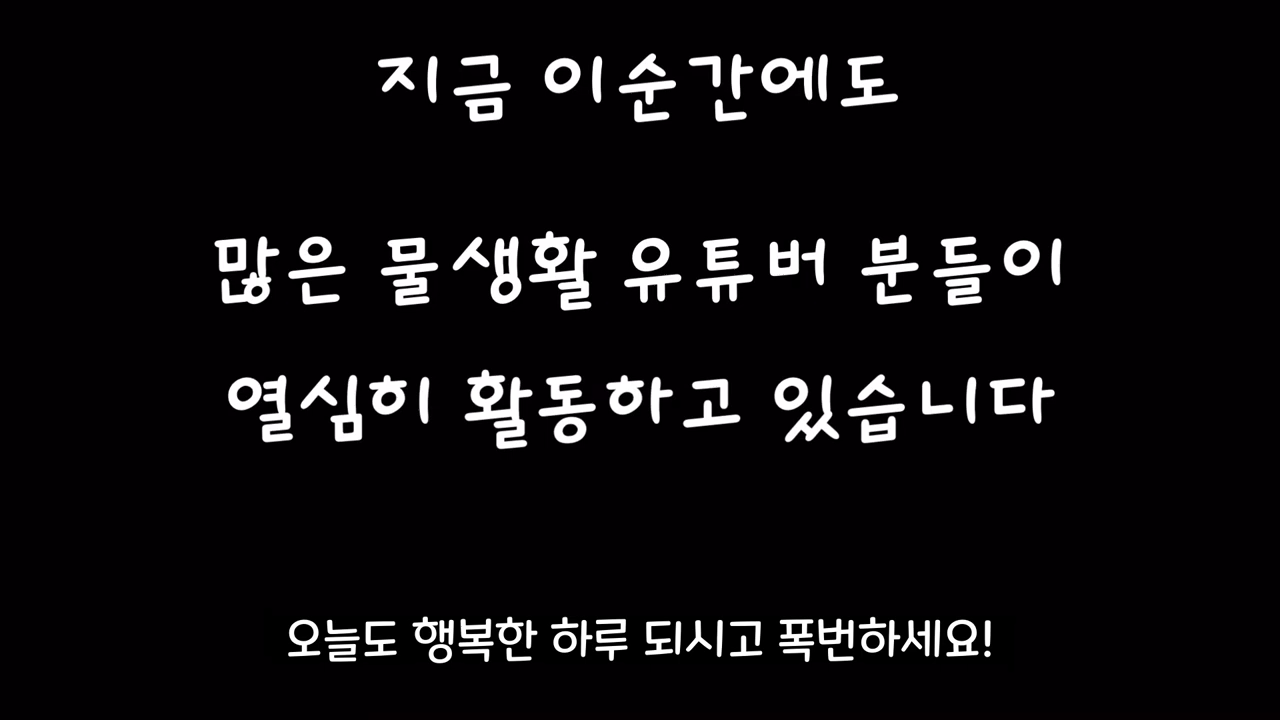 지금 이순간에도
많은 물생활 유튜버 분들이
열심히 활동하고 있습니다
오늘도 행복한 하루 되시고 폭번하세요!